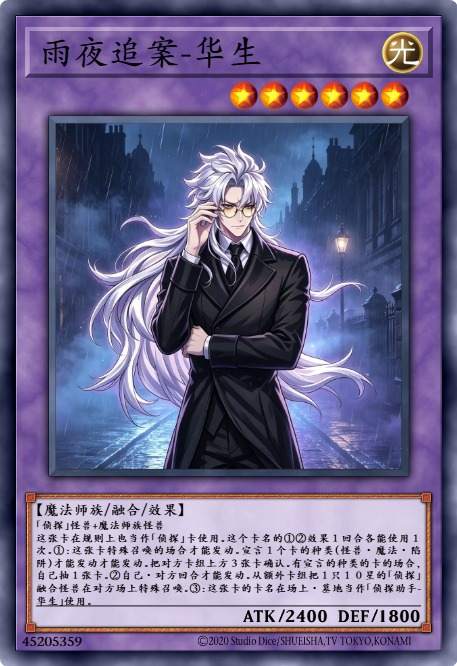 雨夜追案-华生
光
【魔法师族/融合/效果】
「侦探」怪兽+魔法师族怪兽
这张卡在规则上也当作「侦探」卡使用。这个卡名的①②效果1回合各能使用1
次。①:这张卡特殊召唤的场合才能发动。宣言1个卡的种类(怪兽・魔法・陷
阱)才能发动才能发动。把对方卡组上方3张卡确认。有宣言的种类的卡的场合,
自己抽1张卡。②自己・对方回合才能发动。从额外卡组把1只10星的「侦探」
融合怪兽在对方场上特殊召唤。③:这张卡的卡名在场上・墓地当作「侦探助手-
华生」使用。
ATK/2400 DEF/1800
45205359 ©2020 Studio Dice/SHUEISHA,TV TOKYO,KONAMI